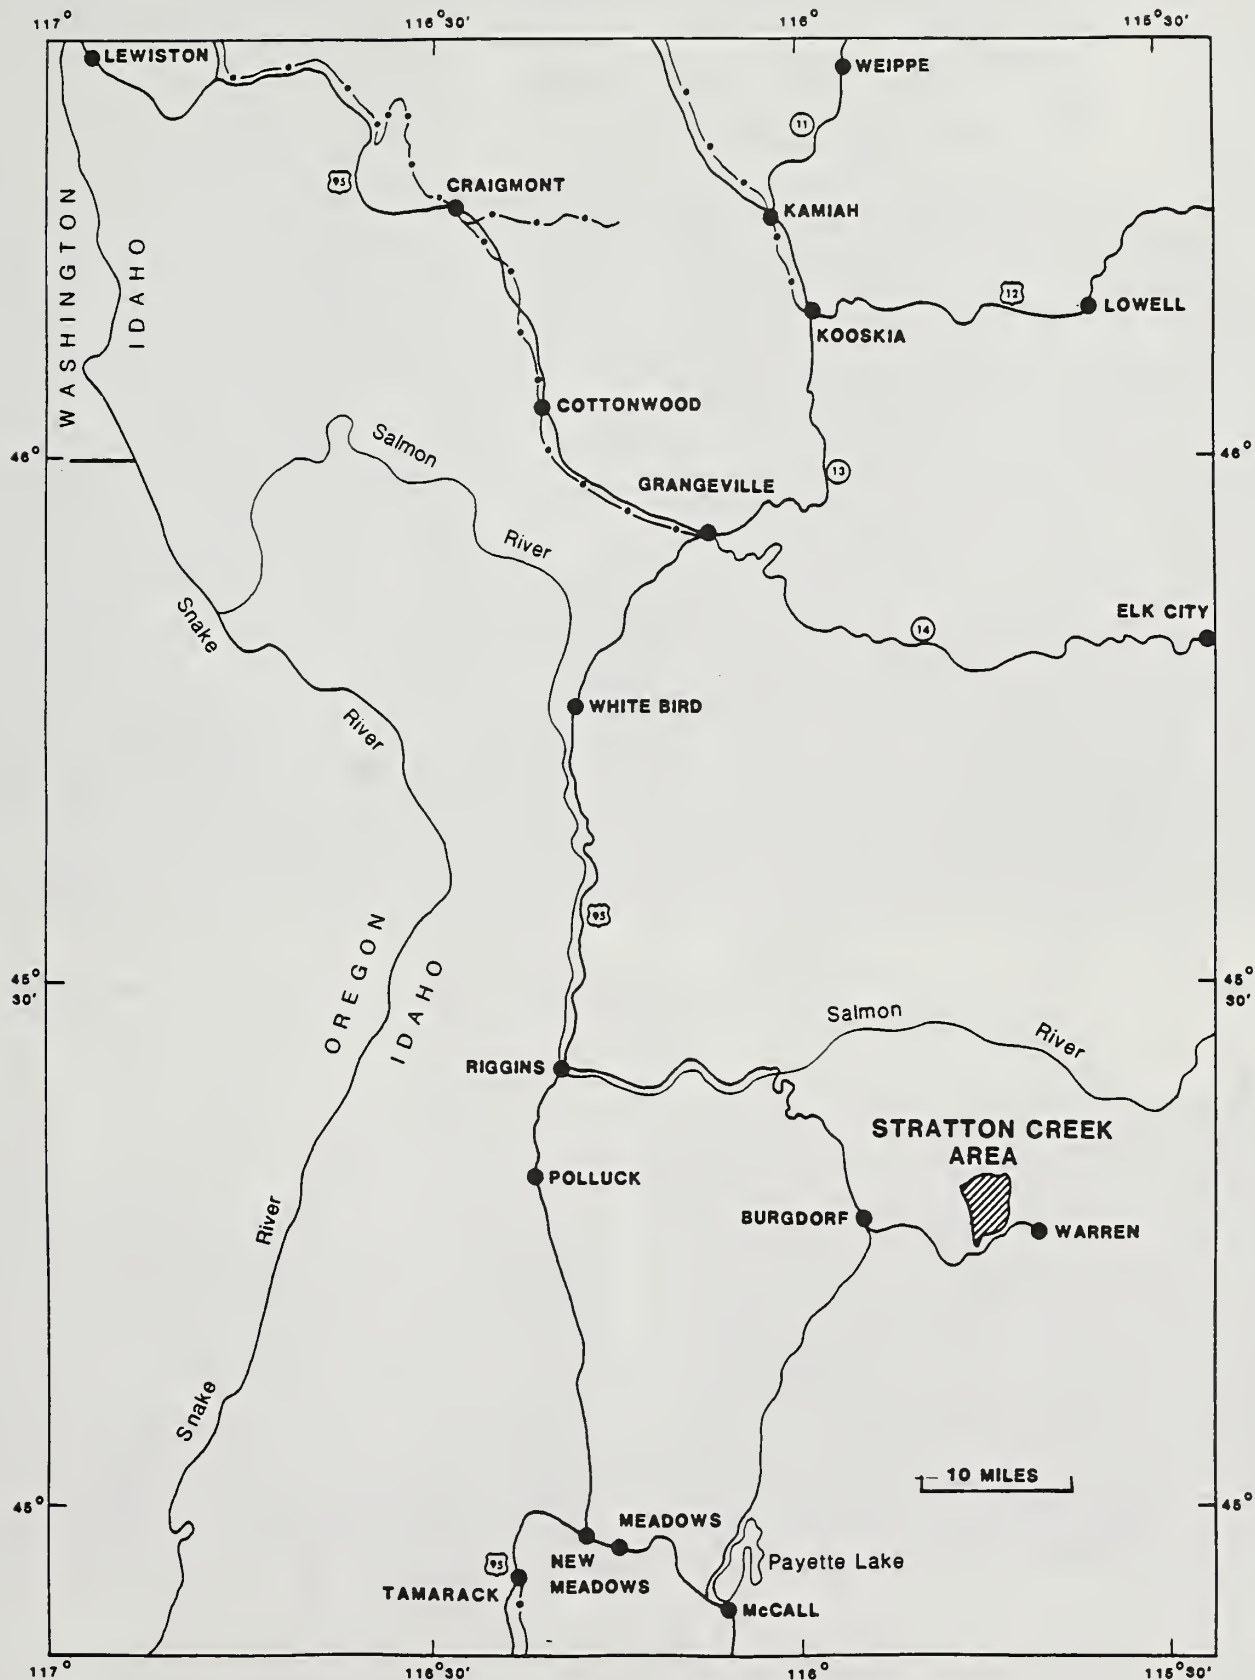 117°
116°30'
116°
115°30'
LEWISTON
WEIPPE
11
95
CRAIGMONT
KAMIAH
WASHINGTON
IDAHO
12
LOWELL
KOOSKIA
COTTONWOOD
Salmon
46°
46°
GRANGEVILLE
13
River
Snake
ELK CITY
14
WHITE BIRD
River
95
OREGON
IDAHO
45°
30'
45°
30'
Salmon
River
RIGGINS
STRATTON CREEK
AREA
POLLUCK
BURGDORF
WARREN
River
Snake
10 MILES
45°
45°
MEADOWS
95
NEW
MEADOWS
Payette Lake
TAMARACK
McCALL
117°
116°30'
116°
115°30'